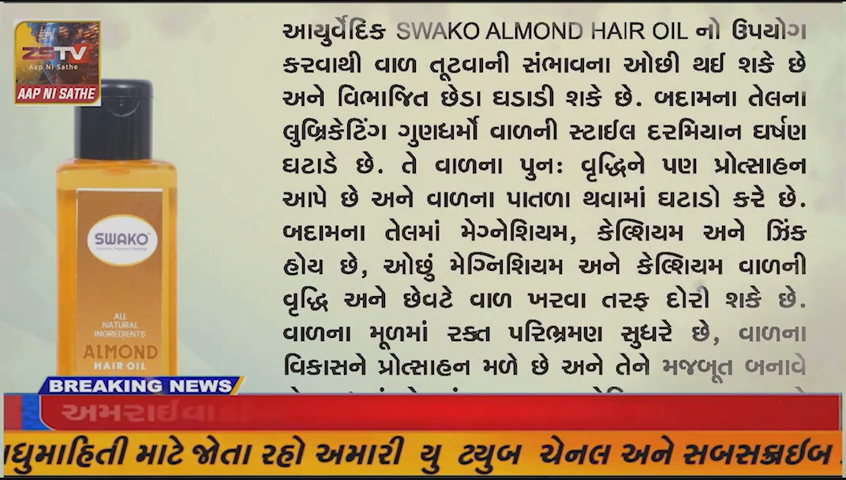 ZSTV
Aap Ni Sathe
AAP NI SATHE
આયુર્વેદિક SWAKO ALMOND HAIR OIL નો ઉપયોગ
કરવાથી વાળ તૂટવાની સંભાવના ઓછી થઈ શકે છે
અને વિભાજિત છેડા ઘડાડી શકે છે. બદામના તેલના
લુબ્રિકેટિંગ ગુણધર્મો વાળની સ્ટાઈલ દરમિયાન ઘર્ષણ
ઘટાડે છે. તે વાળના પુનઃ વૃદ્ધિને પણ પ્રોત્સાહન
આપે છે અને વાળના પાતળા થવામાં ઘટાડો કરે છે.
બદામના તેલમાં મેગ્નેશિયમ, કેલ્શિયમ અને ઝિંક
હોય છે, ઓછું મેગ્નિશિયમ અને કેલ્શિયમ વાળની
વૃદ્ધિ અને છેવટે વાળ ખરવા તરફ દોરી શકે છે.
વાળના મૂળમાં રક્ત પરિભ્રમણ સુધરે છે, વાળના
વિકાસને પ્રોત્સાહન મળે છે અને તેને મજબૂત બનાવે
SWAKO
ALL
NATURAL
INGREDIENTS
ALMOND
HAIR OIL
BREAKING NEWS
અમરાઈવાડી
માટે જોતા રહો અમારી યુ ટ્યુબ ચેનલ અને સબસ્ક્રાઇબ